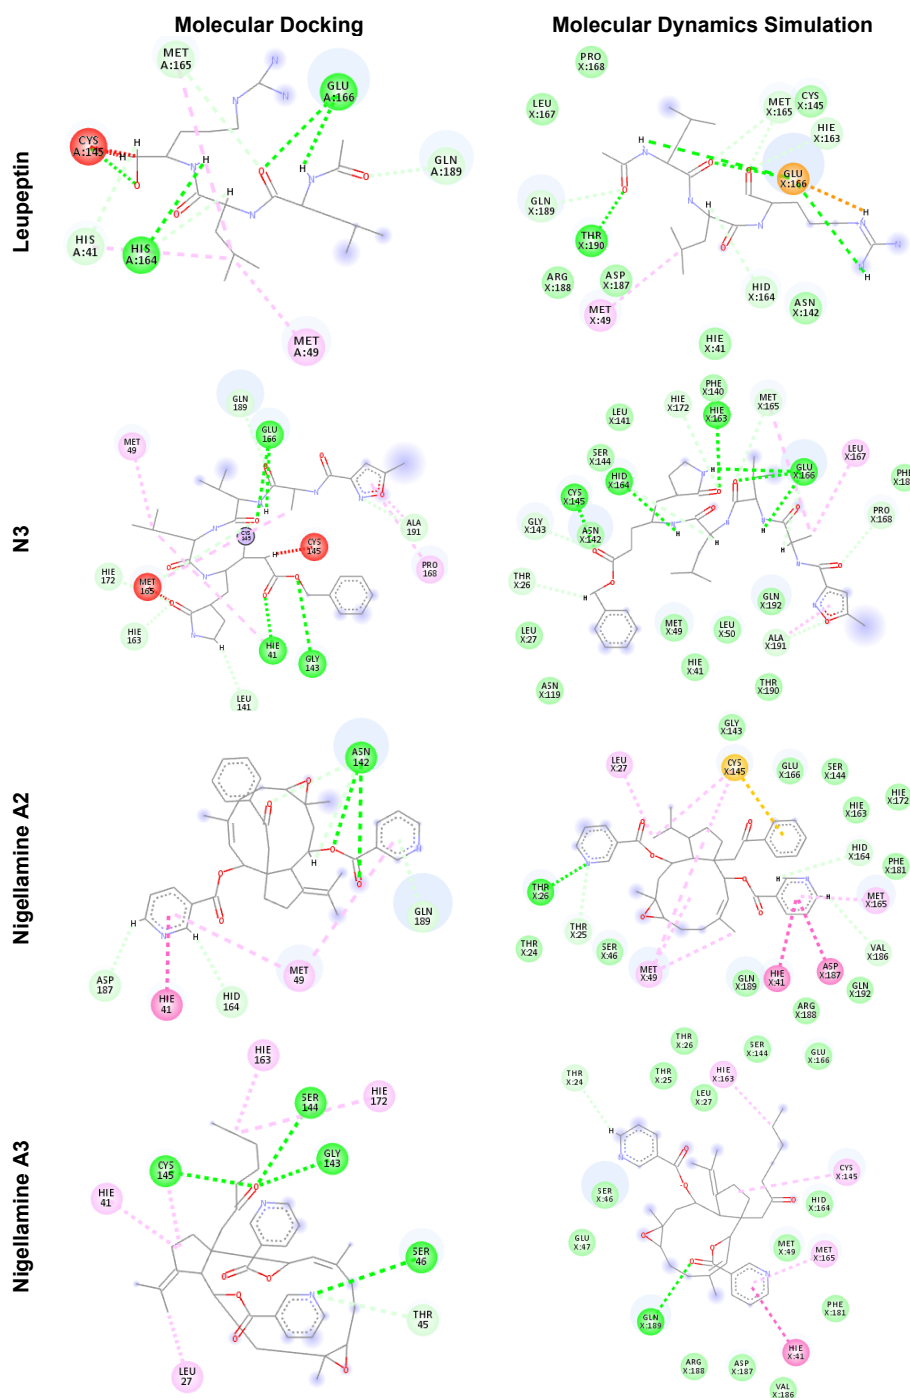 Molecular Docking
Molecular Dynamics Simulation
Leupeptin
MET
A:165
GLU
A:166
CYS
A:145
GLN
A:189
HIS
A:41
HIS
A:164
MET
A:49
H
H
O
N
H
O
N
O
N
H
O
H
N
N
N
PRO
X:168
LEU
X:167
MET
X:165
CYS
X:145
HIE
X:163
GLU
X:166
GLN
X:189
THR
X:190
ARG
X:188
ASP
X:187
MET
X:49
HID
X:164
ASN
X:142
HIE
X:41
N3
GLN
189
GLU
166
MET
49
ALA
191
CYS
145
CYS
145
PRO
168
HIE
172
MET
165
HIE
163
HIE
41
GLY
143
LEU
141
PHE
X:140
HIE
X:172
HIE
X:163
MET
X:165
LEU
X:141
LEU
X:167
SER
X:144
HID
X:164
GLU
X:166
CYS
X:145
PRO
X:168
GLY
X:143
ASN
X:142
THR
X:26
GLN
X:192
MET
X:49
LEU
X:50
ALA
X:191
LEU
X:27
HIE
X:41
ASN
X:119
THR
X:190
Nigellamine A2
ASN
142
GLN
189
ASP
187
MET
49
HIE
41
HID
164
GLY
X:143
LEU
X:27
CYS
X:145
GLU
X:166
SER
X:144
HIE
X:172
HIE
X:163
HID
X:164
PHE
X:181
THR
X:26
MET
X:165
THR
X:25
THR
X:24
SER
X:46
VAL
X:186
MET
X:49
GLN
X:189
HIE
X:41
ASP
X:187
GLN
X:192
ARG
X:188
Nigellamine A3
HIE
163
SER
144
HIE
172
CYS
145
GLY
143
HIE
41
SER
46
THR
45
LEU
27
THR
X:26
SER
X:144
GLU
X:166
THR
X:24
THR
X:25
HIE
X:163
LEU
X:27
CYS
X:145
SER
X:46
HID
X:164
GLU
X:47
MET
X:49
MET
X:165
PHE
X:181
GLN
X:189
HIE
X:41
ARG
X:188
ASP
X:187
VAL
X:186